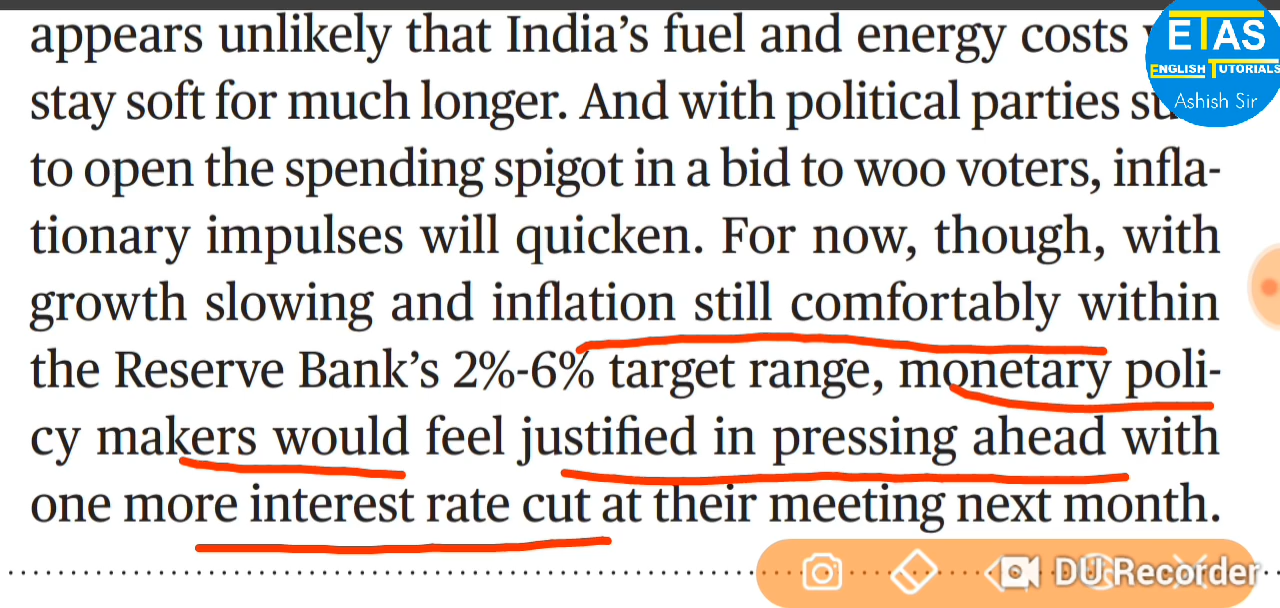 appears unlikely that India's fuel and energy costs
stay soft for much longer. And with political parties
to open the spending spigot in a bid to woo voters, infla-
tionary impulses will quicken. For now, though, with
growth slowing and inflation still comfortably within
the Reserve Bank's 2%-6% target range, monetary poli-
cy makers would feel justified in pressing ahead with
one more interest rate cut at their meeting next month.
ETAS
ENGLISH TUTORIALS
Ashish Sir
DU Recorder